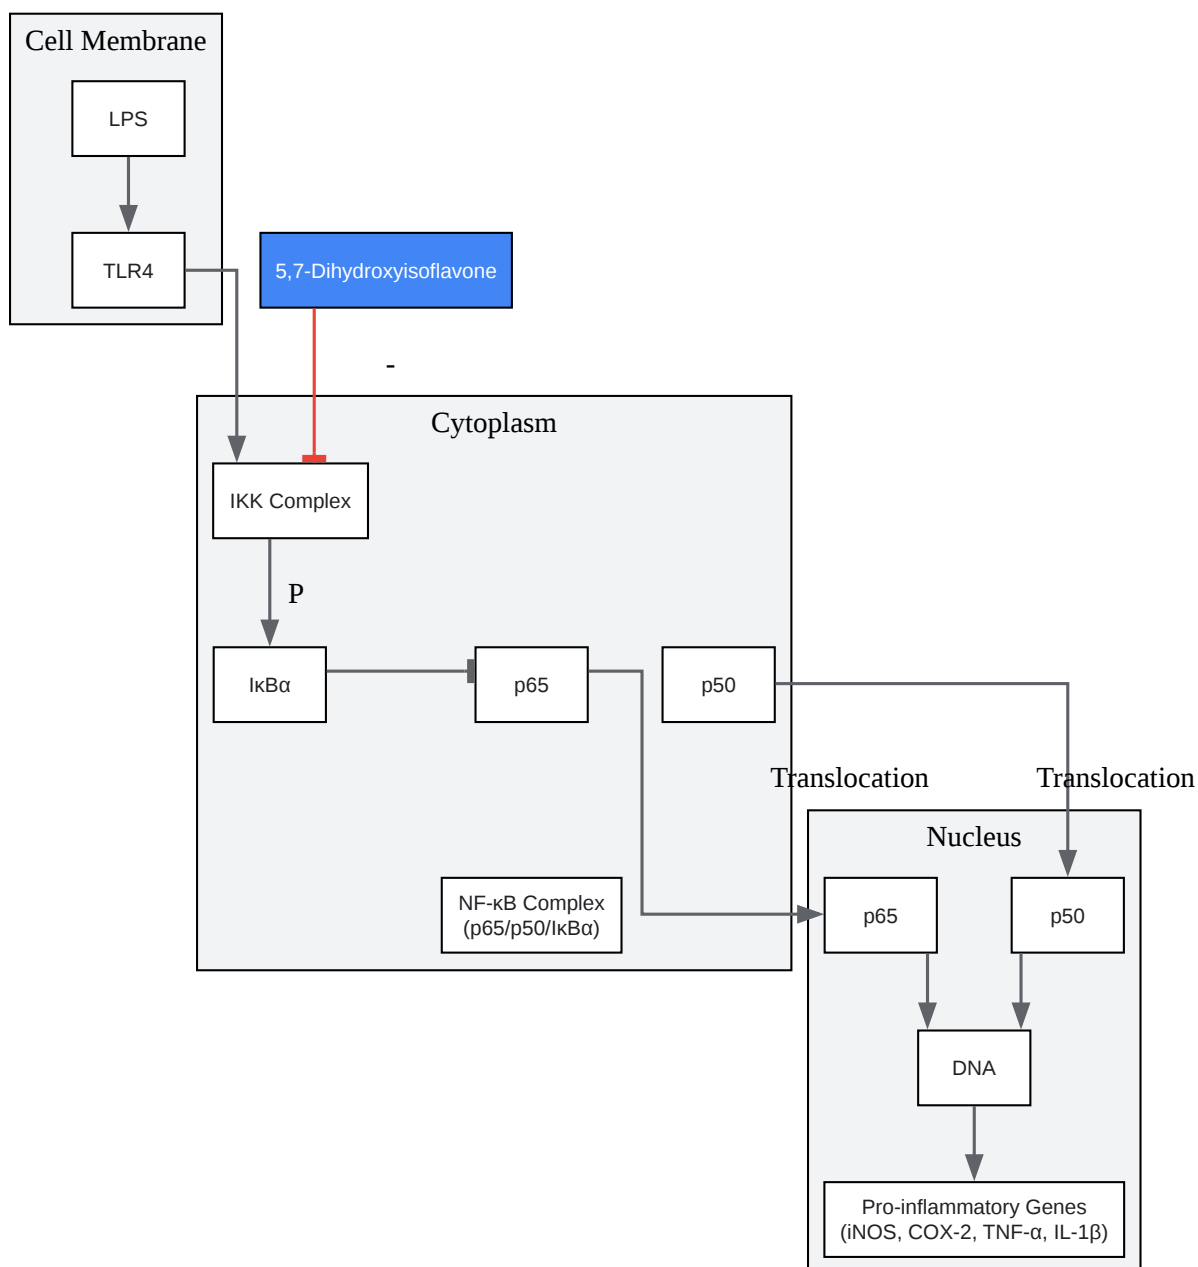 Cell Membrane
LPS
TLR4
5,7-Dihydroxyisoflavone
-
Cytoplasm
IKK Complex
P
IκBα
p65
p50
Translocation
Translocation
Nucleus
NF-κB Complex
(p65/p50/IκBα)
p65
p50
DNA
Pro-inflammatory Genes
(iNOS, COX-2, TNF-α, IL-1β)